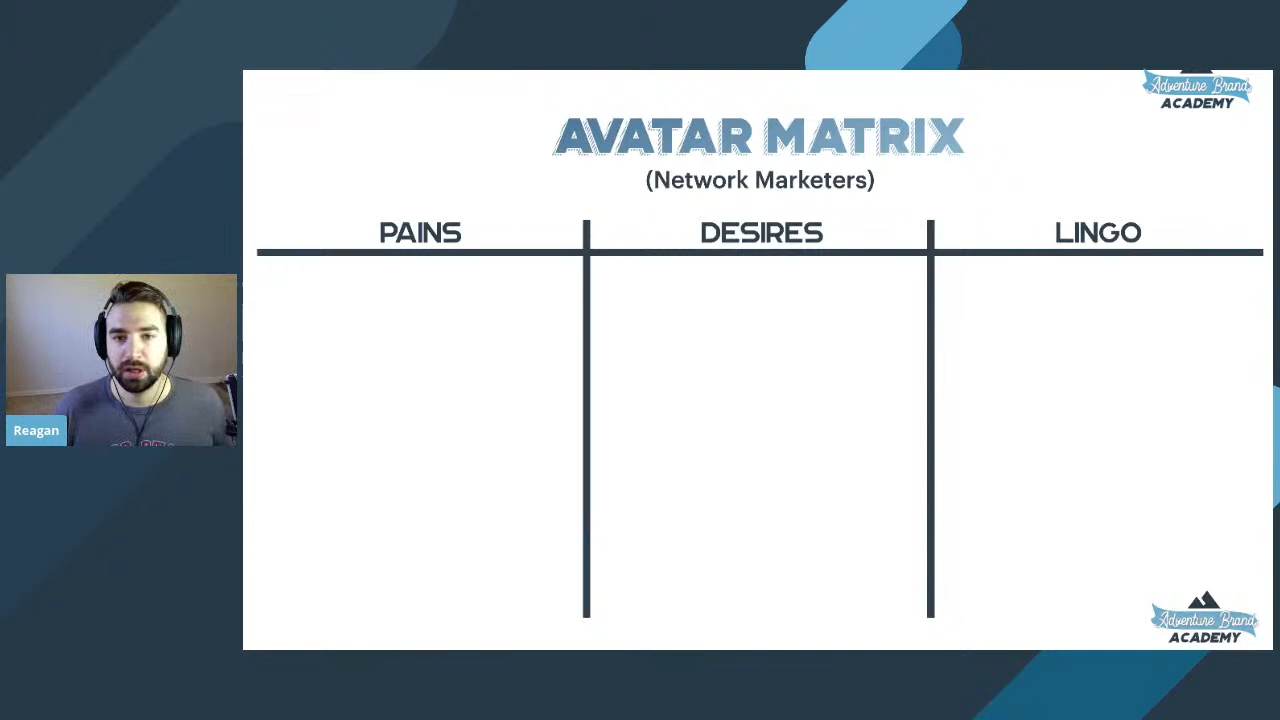 Adventure Brand
ACADEMY
AVATAR MATRIX
(Network Marketers)
PAINS
DESIRES
LINGO
Reagan
Adventure Brand
ACADEMY